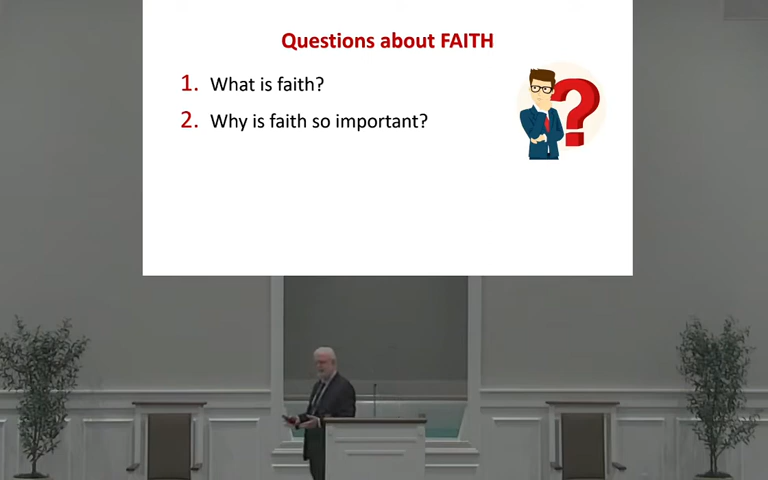 Questions about FAITH
1. What is faith?
2. Why is faith so important?